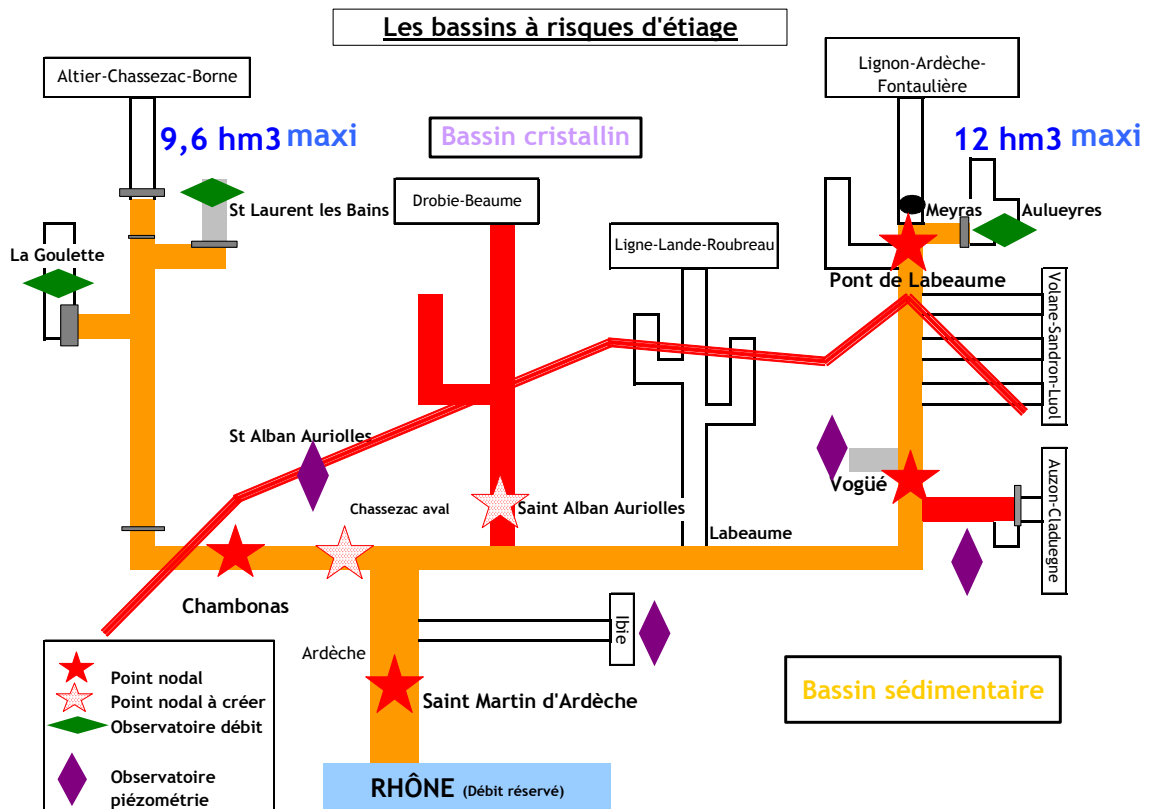 Les bassins à risques d'étiage
Altier-Chassezac-Borne
Lignon-Ardèche-
Fontaulière
9,6 hm3 maxi
Bassin cristallin
12 hm3 maxi
St Laurent les Bains
Drobie-Beaume
Meyras
Aulueyres
La Goulette
Ligne-Lande-Roubreau
Pont de Labeaume
Volane-Sandron-Luol
St Alban Auriolles
Vogüé
Auzon-Claduegne
Chassezac aval
Saint Alban Auriolles
Labeaume
Chambonas
Ibie
Ardèche
Saint Martin d'Ardèche
Bassin sédimentaire
Point nodal
Point nodal à créer
Observatoire débit
Observatoire
piézométrie
RHÔNE (Débit réservé)